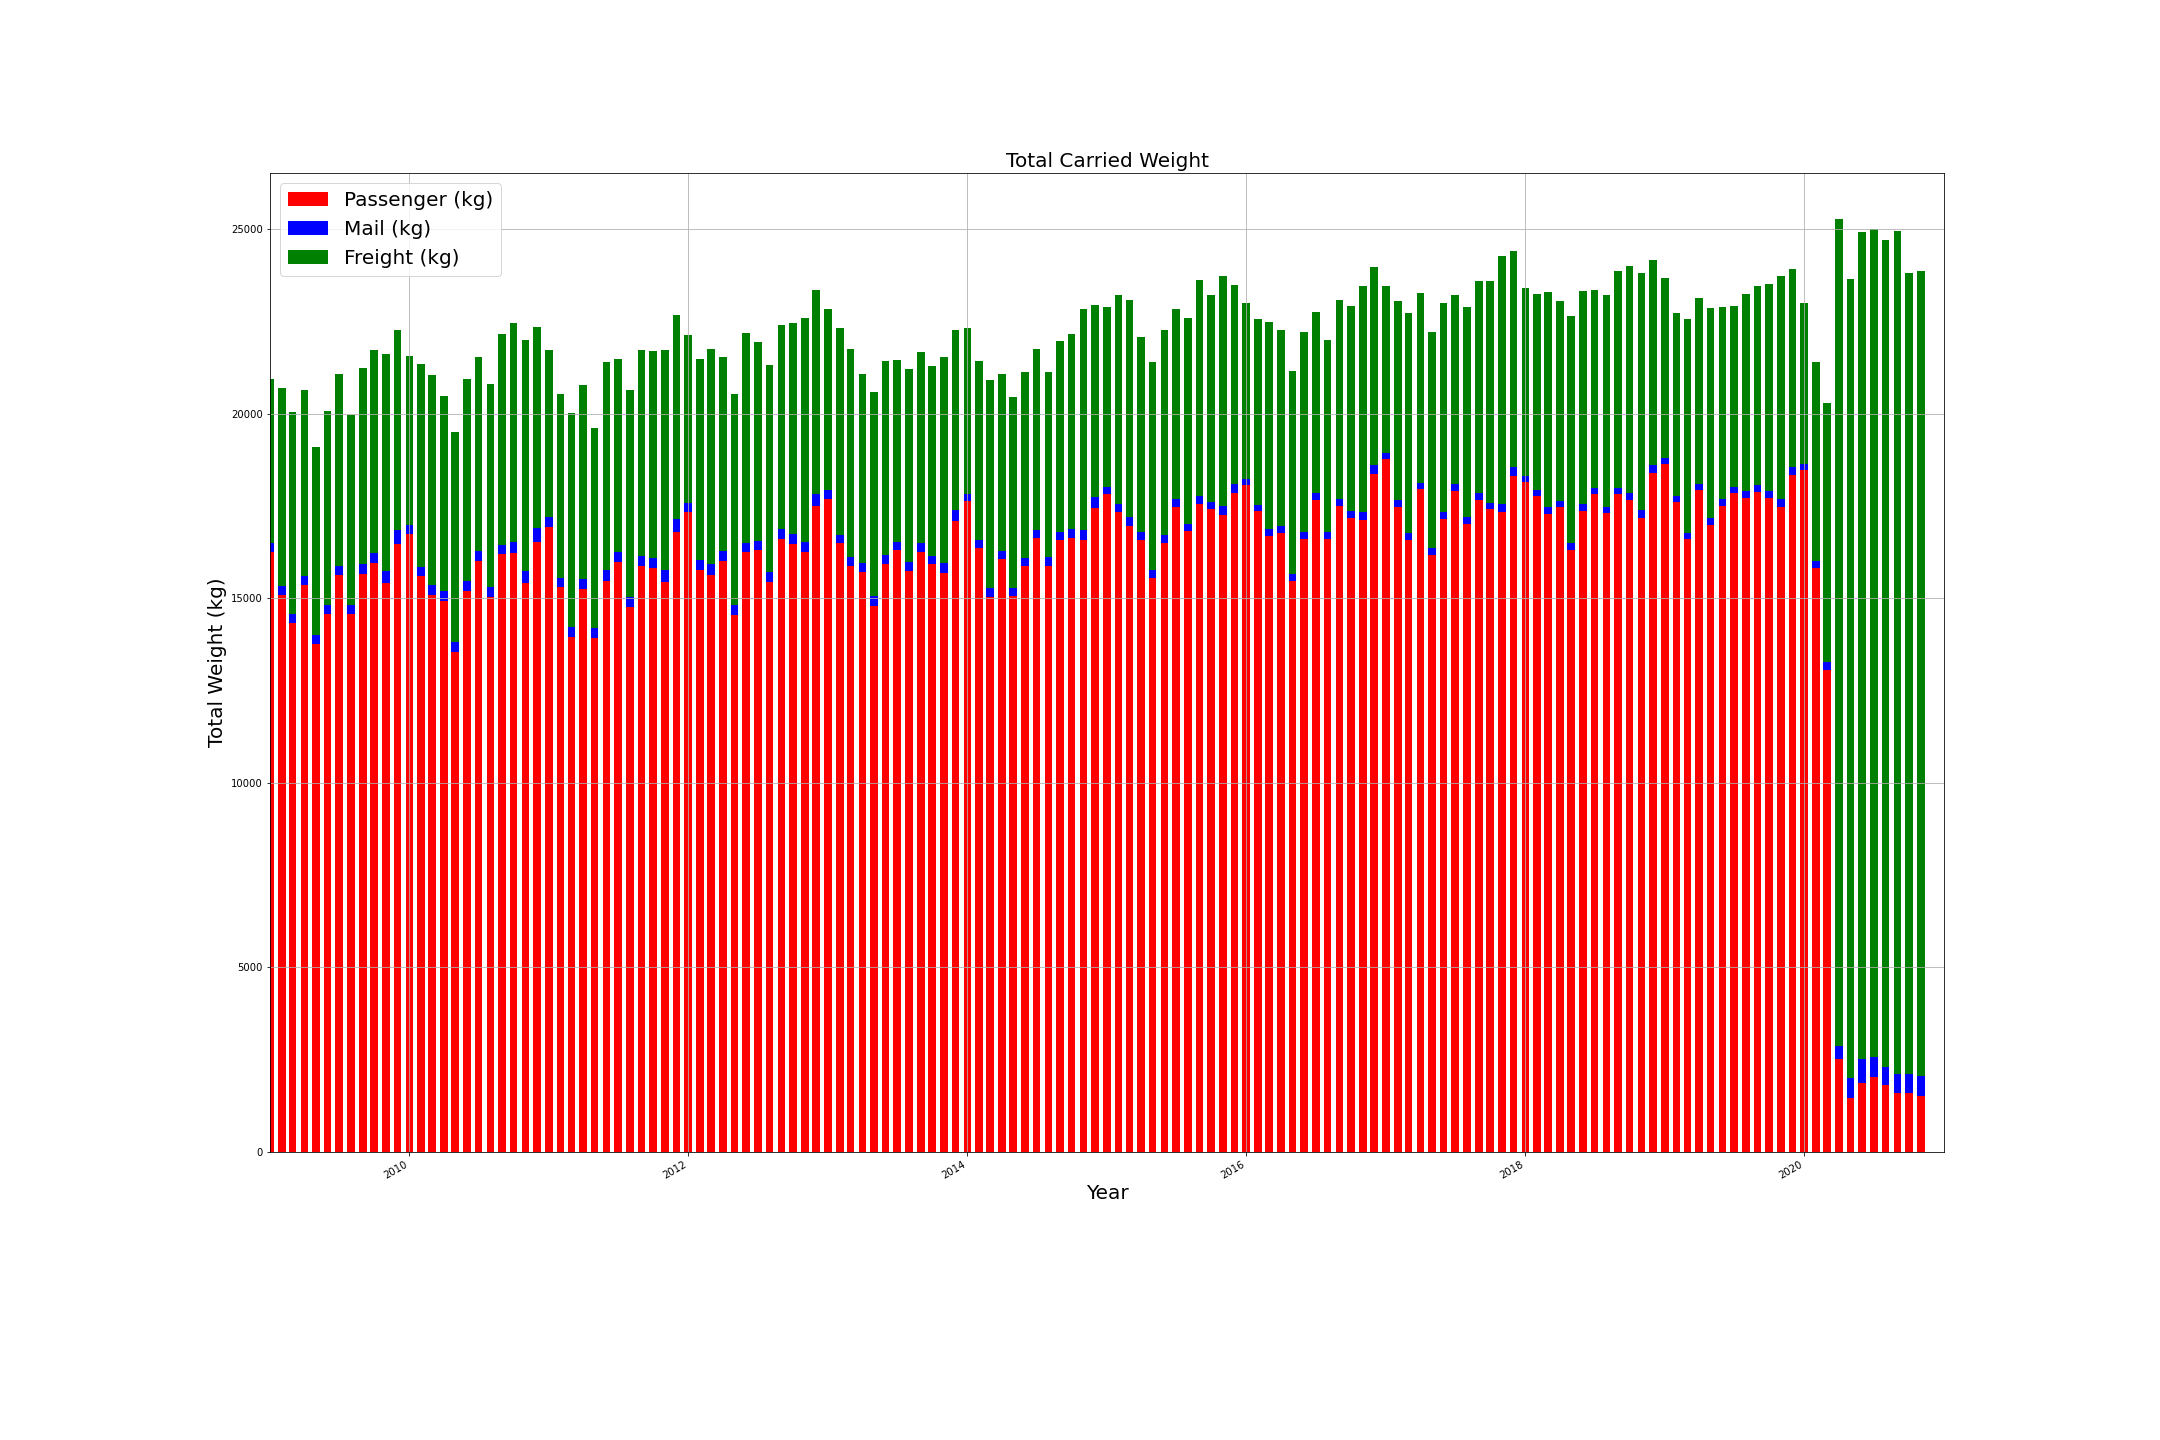 Total Carried Weight
Passenger (kg)
Mail (kg)
Freight (kg)
25000
20000
15000
10000
5000
0
Total Weight (kg)
2010
2012
2014
2016
2018
2020
Year